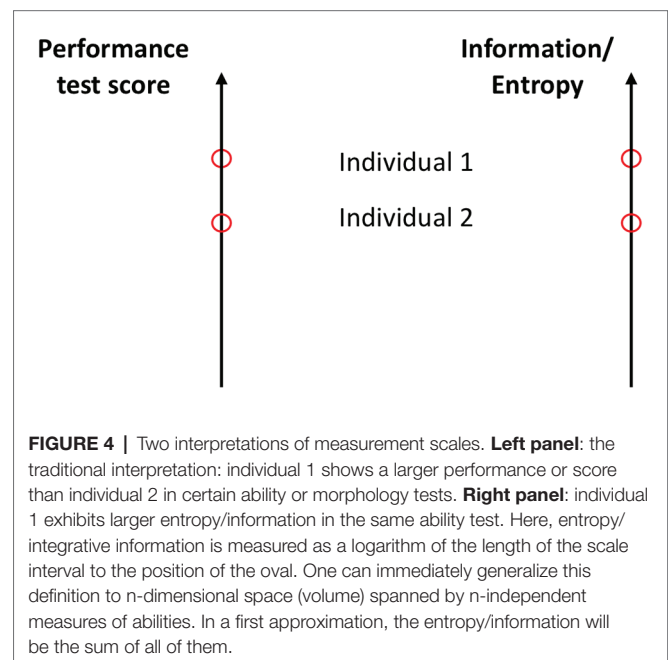 Performance
test score
Information/
Entropy
Individual 1
Individual 2
FIGURE 4 | Two interpretations of measurement scales. Left panel: the
traditional interpretation: individual 1 shows a larger performance or score
than individual 2 in certain ability or morphology tests. Right panel: individual
1 exhibits larger entropy/information in the same ability test. Here, entropy/
integrative information is measured as a logarithm of the length of the scale
interval to the position of the oval. One can immediately generalize this
definition to n-dimensional space (volume) spanned by n-independent
measures of abilities. In a first approximation, the entropy/information will
be the sum of all of them.